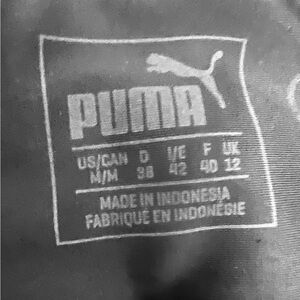 PUMA
US/CAN D I/E F UK
M/M 38 42 40 12
MADE IN INDONESIA
FABRIQUÉ EN INDONÉSIE